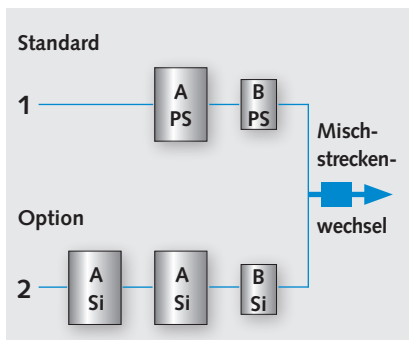 Standard
1
A
PS
B
PS
Misch-
strecken-
wechsel
Option
2
A
Si
A
Si
B
Si